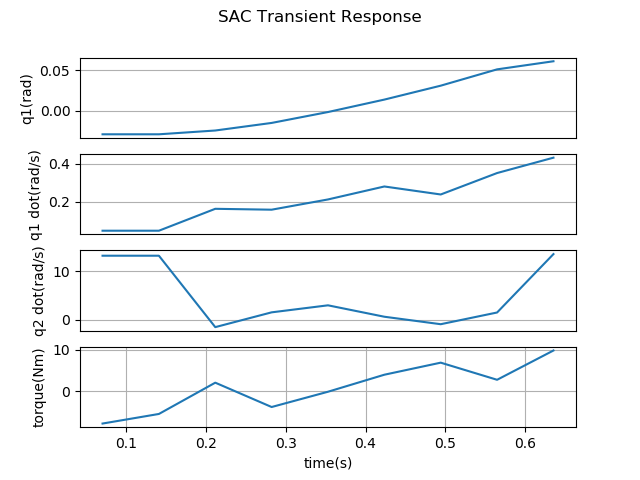 SAC Transient Response
0.05
0.00
q1(rad)
0.4
0.2
q1 dot(rad/s)
10
0
q2 dot(rad/s)
10
0
torque(Nm)
0.1 0.2 0.3 0.4 0.5 0.6
time(s)